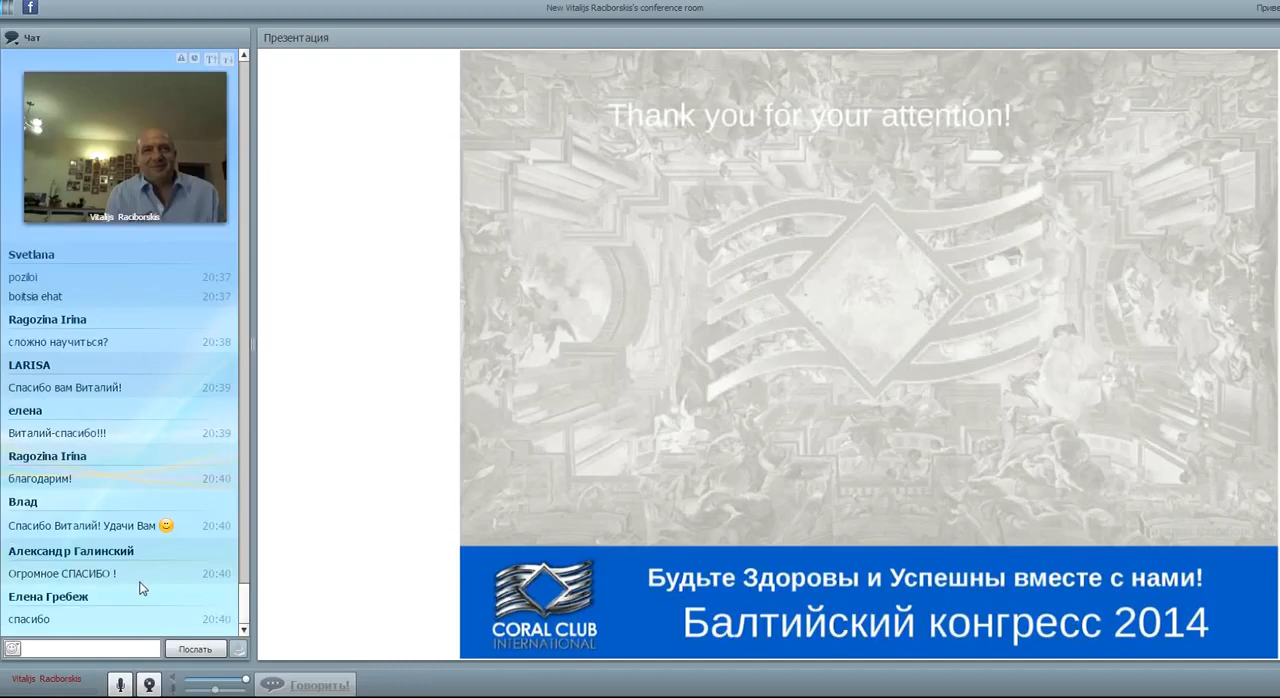 New Vitalijs Raciborskis's conference room
Приве
Чат
Презентация
Vitalijs Raciborskis
Svetlana
poziloi 20:37
boitsia ehat 20:37
Ragozina Irina
сложно научиться? 20:38
LARISA
Спасибо вам Виталий! 20:39
елена
Виталий-спасибо!!! 20:39
Ragozina Irina
благодарим! 20:40
Влад
Спасибо Виталий! Удачи Вам 20:40
Александр Галинский
Огромное СПАСИБО ! 20:40
Елена Гребеж
спасибо 20:40
Послать
Vitalijs Raciborskis
Говорить!
Thank you for your attention!
CORAL CLUB
INTERNATIONAL
Будьте Здоровы и Успешны вместе с нами!
Балтийский конгресс 2014